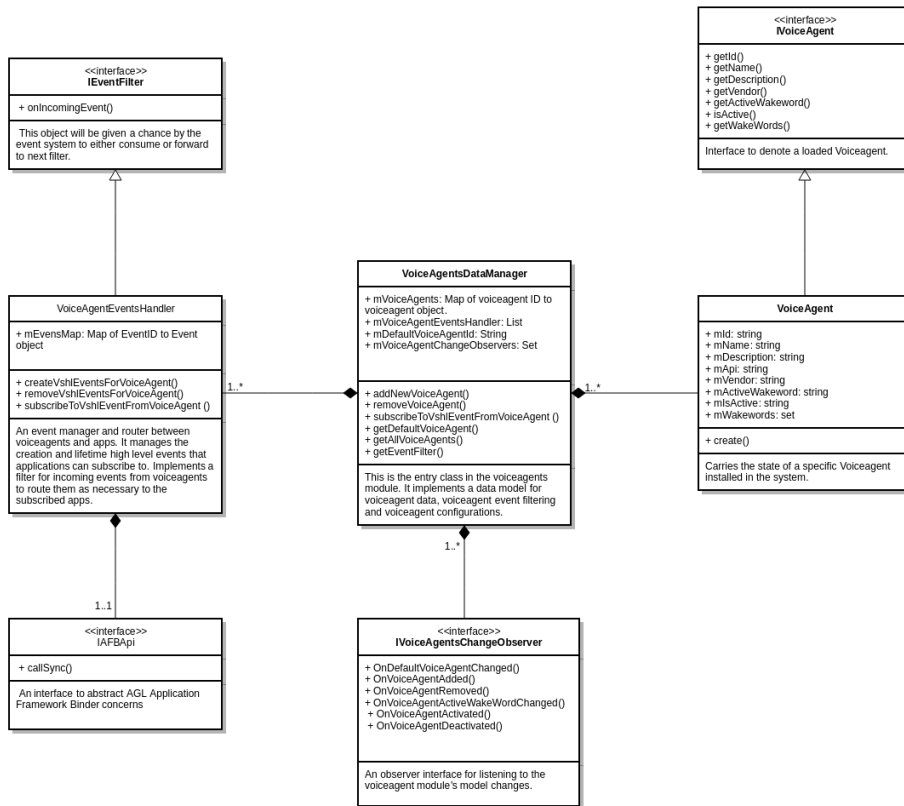 <<interface>>
IVoiceAgent
+ getId()
+ getName()
+ getDescription()
+ getVendor()
+ getActiveWakeword()
+ isActive()
+ getWakeWords()
Interface to denote a loaded Voiceagent.
<<interface>>
IEventFilter
+ onIncomingEvent()
This object will be given a chance by the
event system to either consume or forward
to next filter.
VoiceAgentEventsHandler
+ mEvensMap: Map of EventID to Event
object
+ createVshlEventsForVoiceAgent()
+ removeVshlEventsForVoiceAgent()
+ subscribeToVshlEventFromVoiceAgent ()
An event manager and router between
voiceagents and apps. It manages the
creation and lifetime high level events that
applications can subscribe to. Implements a
filter for incoming events from voiceagents
to route them as necessary to the
subscribed apps.
1..*
VoiceAgentsDataManager
+ mVoiceAgents: Map of voiceagent ID to
voiceagent object.
+ mVoiceAgentEventsHandler: List
+ mDefaultVoiceAgentId: String
+ mVoiceAgentChangeObservers: Set
+ addNewVoiceAgent()
+ removeVoiceAgent()
+ subscribeToVshlEventFromVoiceAgent ()
+ getDefaultVoiceAgent()
+ getAllVoiceAgents()
+ getEventFilter()
This is the entry class in the voiceagents
module. It implements a data model for
voiceagent data, voiceagent event filtering
and voiceagent configurations.
1..*
VoiceAgent
+ mId: string
+ mName: string
+ mDescription: string
+ mApi: string
+ mVendor: string
+ mActiveWakeword: string
+ mIsActive: string
+ mWakewords: set
+ create()
Carries the state of a specific Voiceagent
installed in the system.
1..*
1..1
<<interface>>
IAFBApi
+ callSync()
An interface to abstract AGL Application
Framework Binder concerns
<<interface>>
IVoiceAgentsChangeObserver
+ OnDefaultVoiceAgentChanged()
+ OnVoiceAgentAdded()
+ OnVoiceAgentRemoved()
+ OnVoiceAgentActiveWakeWordChanged()
+ OnVoiceAgentActivated()
+ OnVoiceAgentDeactivated()
An observer interface for listening to the
voiceagent module's model changes.